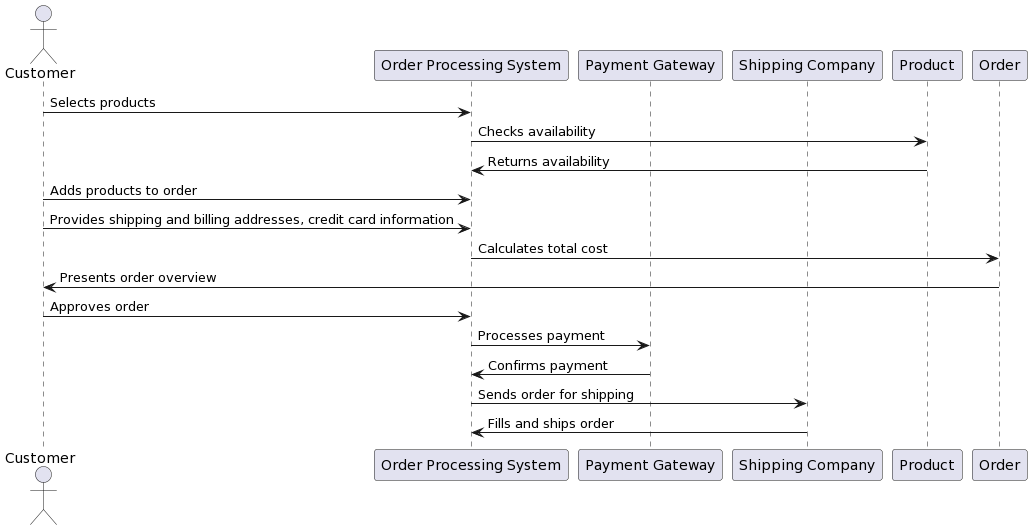 Customer
Order Processing System
Payment Gateway
Shipping Company
Product
Order
Selects products
Checks availability
Returns availability
Adds products to order
Provides shipping and billing addresses, credit card information
Calculates total cost
Presents order overview
Approves order
Processes payment
Confirms payment
Sends order for shipping
Fills and ships order
Customer
Order Processing System
Payment Gateway
Shipping Company
Product
Order